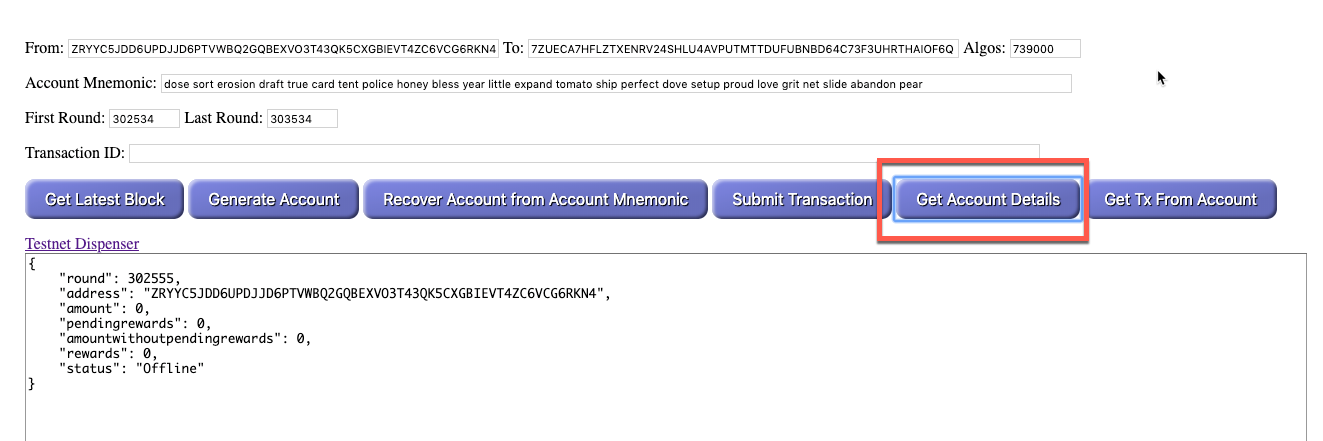 From: ZRYYC5JDD6UPDJJD6PTVWBQ2GQBEXVO3T43QK5CXGBIEVT4ZC6VCG6RKN4 To: 7ZUECA7HFLZTXENRV24SHLU4AVPUTMTTDUFUBNBD64C73F3UHRTHAIOF6Q Algos: 739000
Account Mnemonic: dose sort erosion draft true card tent police honey bless year little expand tomato ship perfect dove setup proud love grit net slide abandon pear
First Round: 302534 Last Round: 303534
Transaction ID:
Get Latest Block Generate Account Recover Account from Account Mnemonic Submit Transaction Get Account Details Get Tx From Account
Testnet Dispenser
{
"round": 302555,
"address": "ZRYYC5JDD6UPDJJD6PTVWBQ2GQBEXVO3T43QK5CXGBIEVT4ZC6VCG6RKN4",
"amount": 0,
"pendingrewards": 0,
"amountwithoutpendingrewards": 0,
"rewards": 0,
"status": "Offline"
}